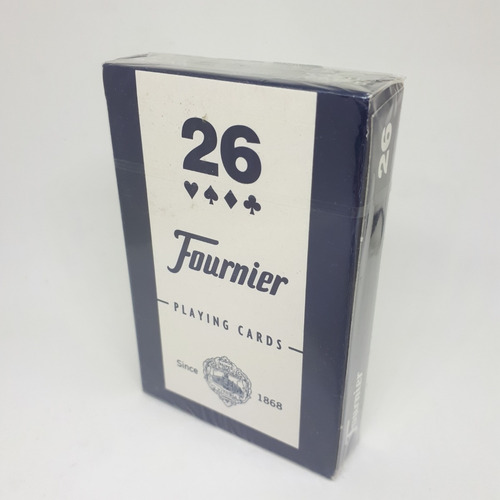 26
♥♠♦♣
Fournier
PLAYING CARDS
Since 1868
26
Fournier